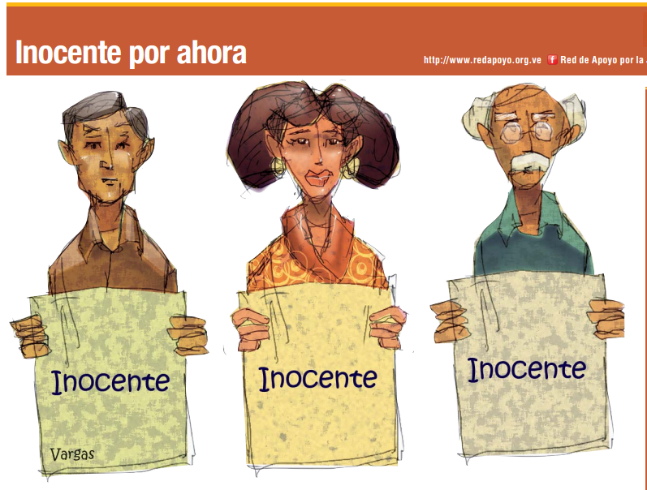 Inocente por ahora
http://www.redapoyo.org.ve f Red de Apoyo por la
Inocente
Inocente
Inocente
Vargas